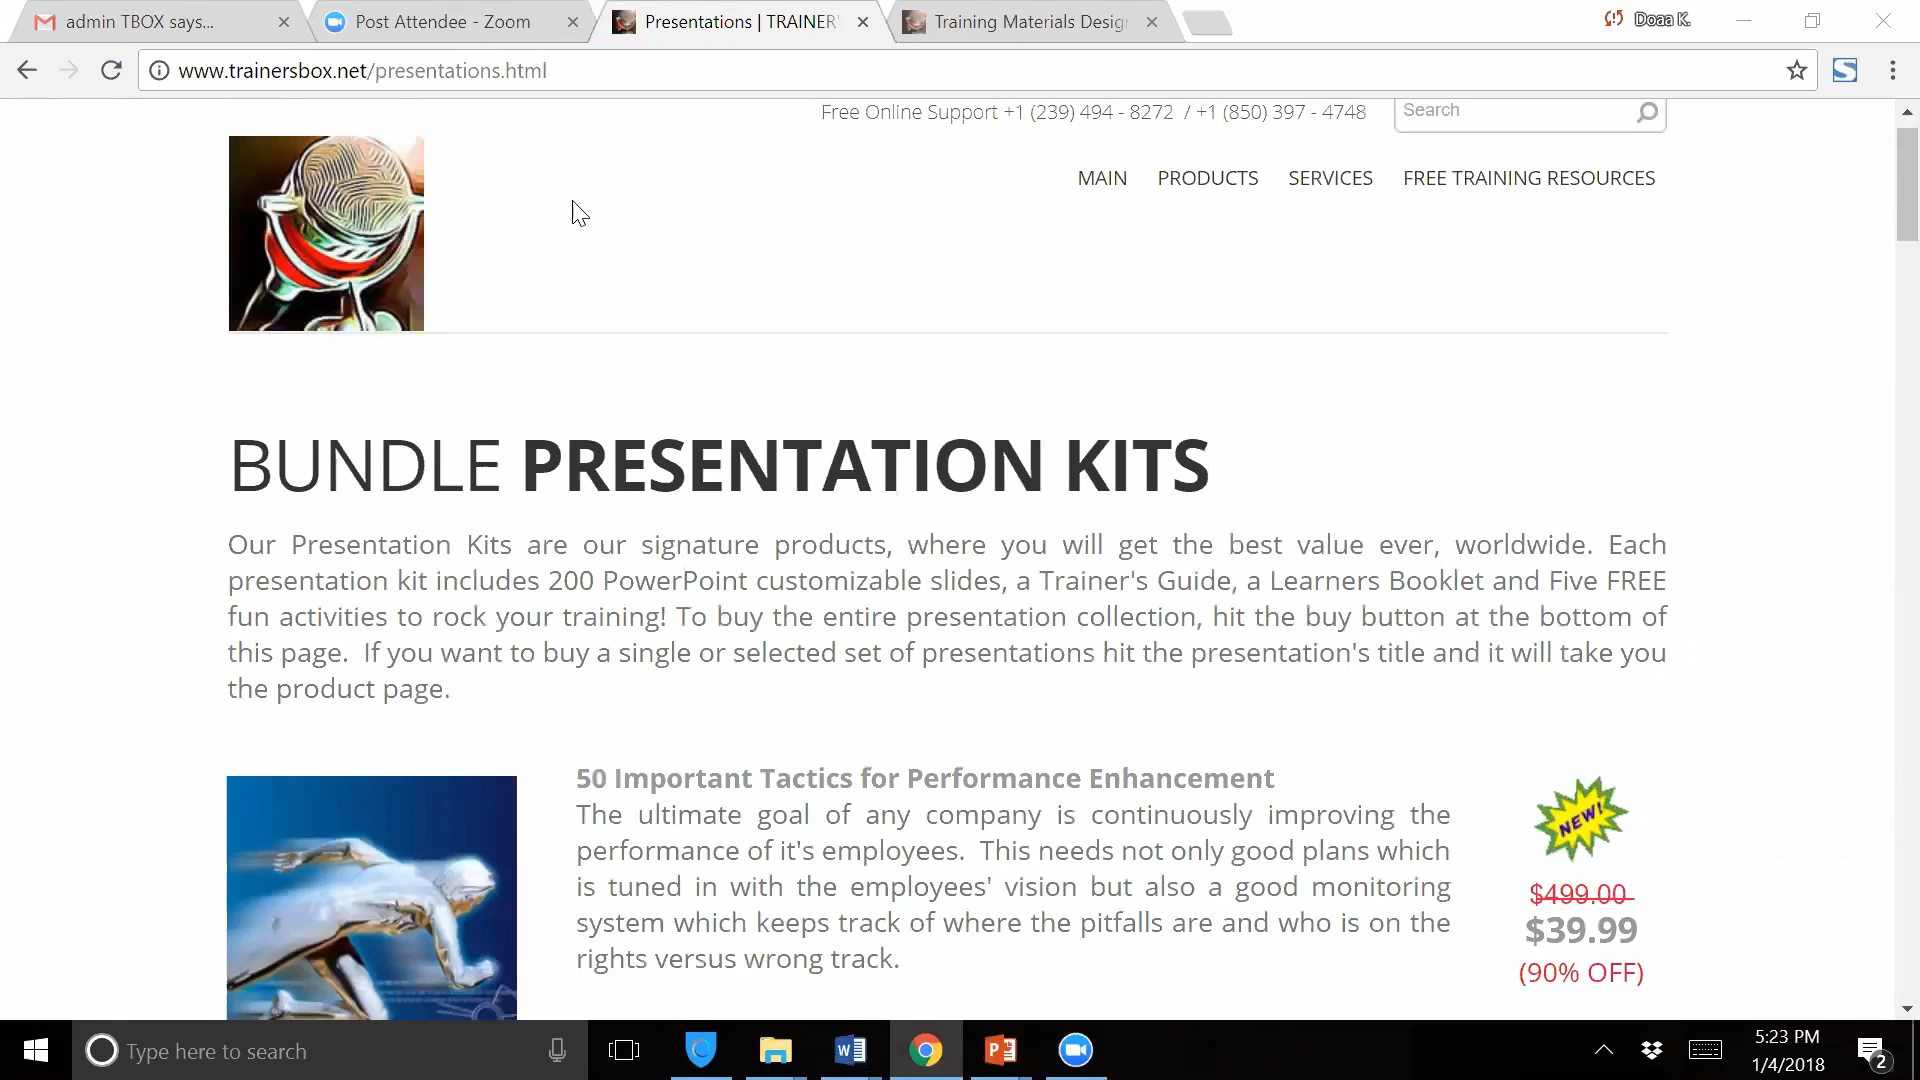 admin TBOX says...
Post Attendee - Zoom
Presentations | TRAINER'
Training Materials Desig
Doaa K.
www.trainersbox.net/presentations.html
Free Online Support +1 (239) 494 - 8272 / +1 (850) 397 - 4748
Search
MAIN PRODUCTS SERVICES FREE TRAINING RESOURCES
BUNDLE PRESENTATION KITS
Our Presentation Kits are our signature products, where you will get the best value ever, worldwide. Each
presentation kit includes 200 PowerPoint customizable slides, a Trainer's Guide, a Learners Booklet and Five FREE
fun activities to rock your training! To buy the entire presentation collection, hit the buy button at the bottom of
this page. If you want to buy a single or selected set of presentations hit the presentation's title and it will take you
the product page.
50 Important Tactics for Performance Enhancement
The ultimate goal of any company is continuously improving the
performance of it's employees. This needs not only good plans which
is tuned in with the employees' vision but also a good monitoring
system which keeps track of where the pitfalls are and who is on the
rights versus wrong track.
NEW!
$499.00
$39.99
(90% OFF)
Type here to search
5:23 PM
1/4/2018
2